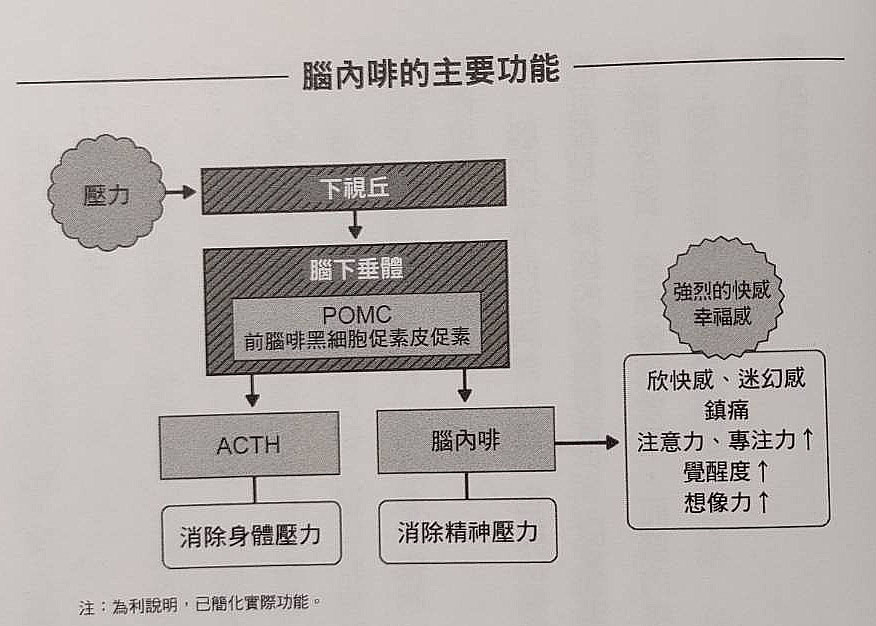 腦內啡的主要功能
壓力
下視丘
腦下垂體
POMC
前腦啡黑細胞促素皮促素
強烈的快感
幸福感
ACTH
腦內啡
欣快感、迷幻感
鎮痛
注意力、專注力↑
覺醒度↑
想像力↑
消除身體壓力
消除精神壓力
注：為利說明，已簡化實際功能。